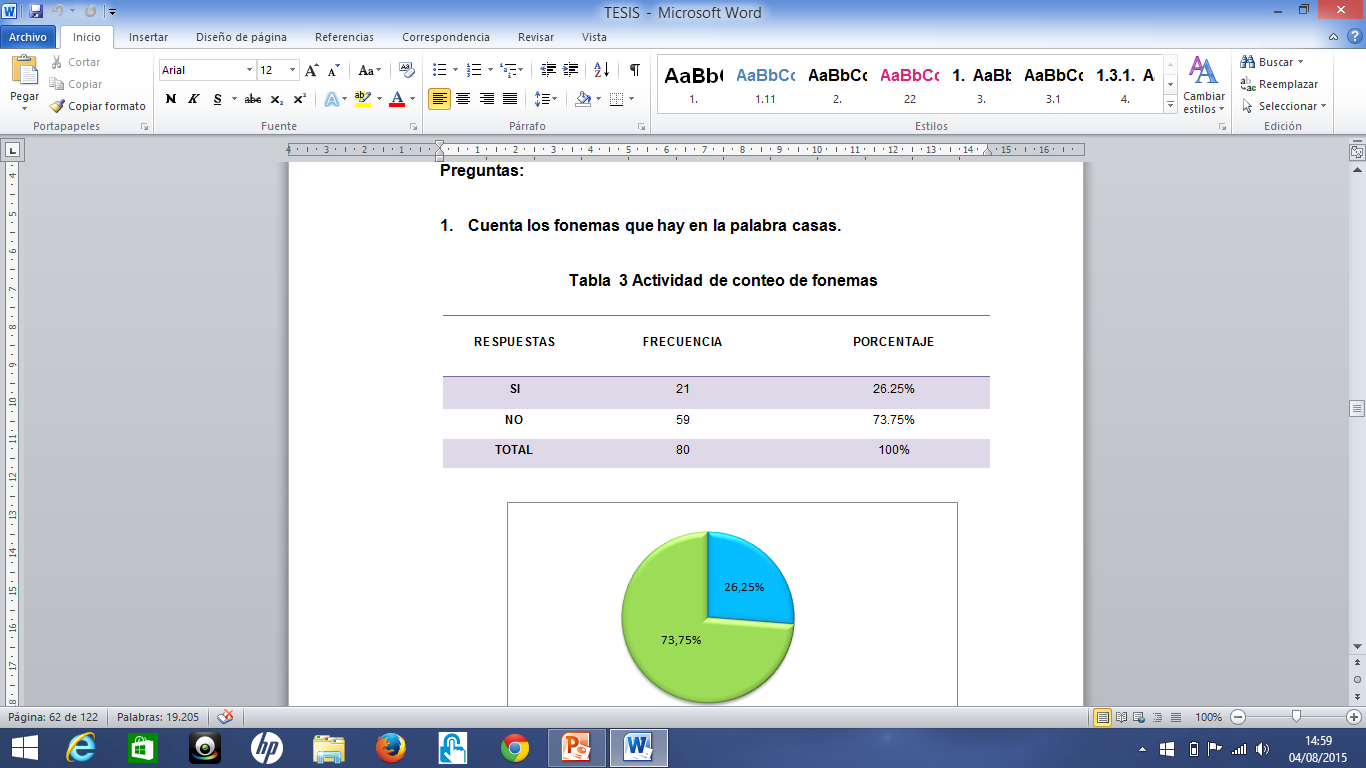 TESIS - Microsoft Word
Archivo Inicio Insertar Diseño de página Referencias Correspondencia Revisar Vista
Pegar
Cortar
Copiar
Copiar formato
Portapapeles
Arial 12
Fuente
Párrafo
AaBb( AaBbCc AaBbCc AaBbCc 1. AaBb AaBbCc 1.3.1. A
1. 1.11 2. 22 3. 3.1 4.
Estilos
Cambiar estilos
Buscar
Reemplazar
Seleccionar
Edición
Preguntas:
1. Cuenta los fonemas que hay en la palabra casas.
Tabla 3 Actividad de conteo de fonemas
RESPUESTAS FRECUENCIA PORCENTAJE
SI 21 26.25%
NO 59 73.75%
TOTAL 80 100%
26,25%
73,75%
Página: 62 de 122 Palabras: 19.205 100%
14:59
04/08/2015